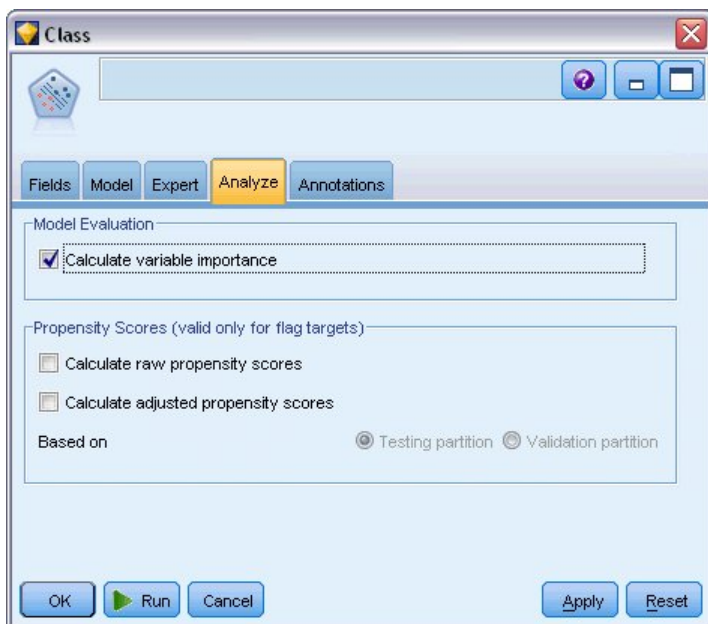 Class
Fields Model Expert Analyze Annotations
Model Evaluation
Calculate variable importance
Propensity Scores (valid only for flag targets)
Calculate raw propensity scores
Calculate adjusted propensity scores
Based on Testing partition Validation partition
OK Run Cancel Apply Reset